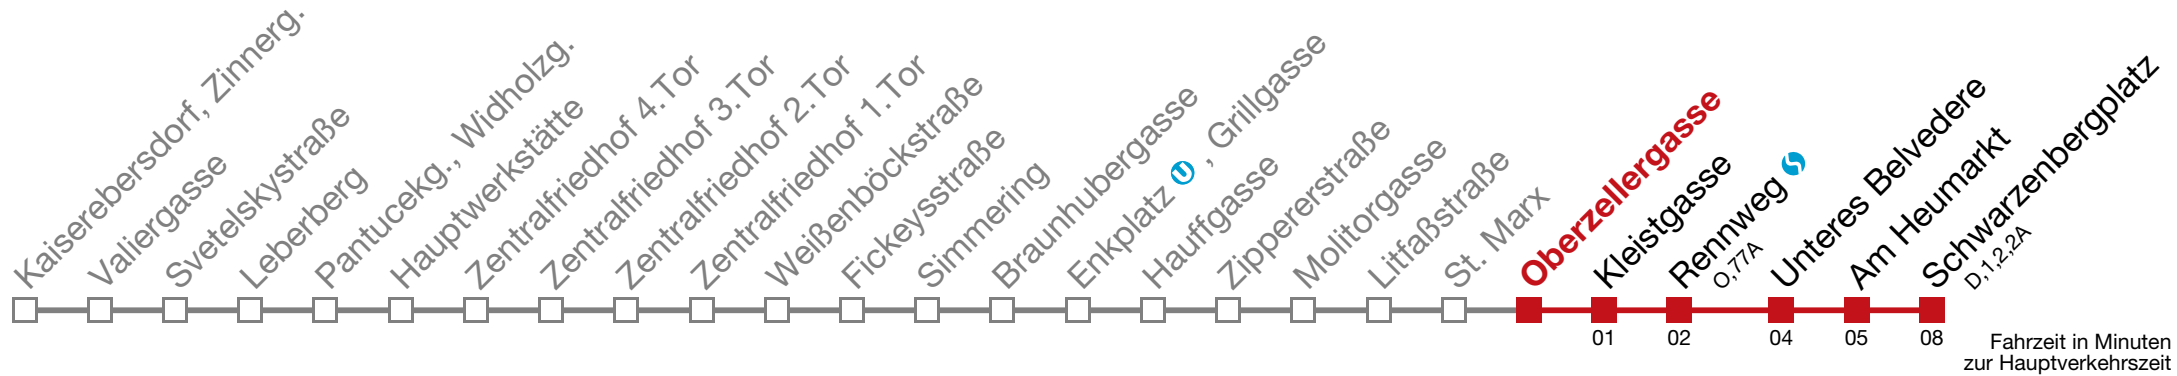 Kaiserebersdorf, Zinnerg.
Valiergasse
Svetelskystraße
Leberberg
Pantucekg., Widholzg.
Hauptwerkstätte
Zentralfriedhof 4.Tor
Zentralfriedhof 3.Tor
Zentralfriedhof 2.Tor
Zentralfriedhof 1.Tor
Weißenböckstraße
Fickeysstraße
Simmering
Braunhubergasse
Enkplatz U , Grillgasse
Hauffgasse
Zippererstraße
Molitorgasse
Litfaßstraße
St. Marx
Oberzellergasse
Kleistgasse
Rennweg S
O,77A
Unteres Belvedere
Am Heumarkt
Schwarzenbergplatz
D,1,2,2A
01 02 04 05 08
Fahrzeit in Minuten
zur Hauptverkehrszeit